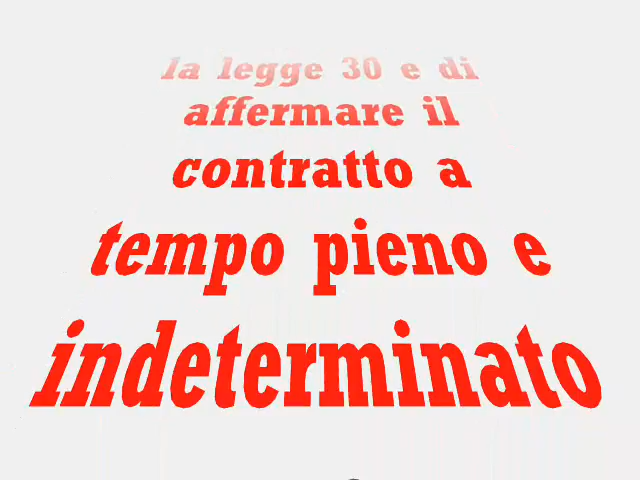 la legge 30 e di
affermare il
contratto a
tempo pieno e
indeterminato